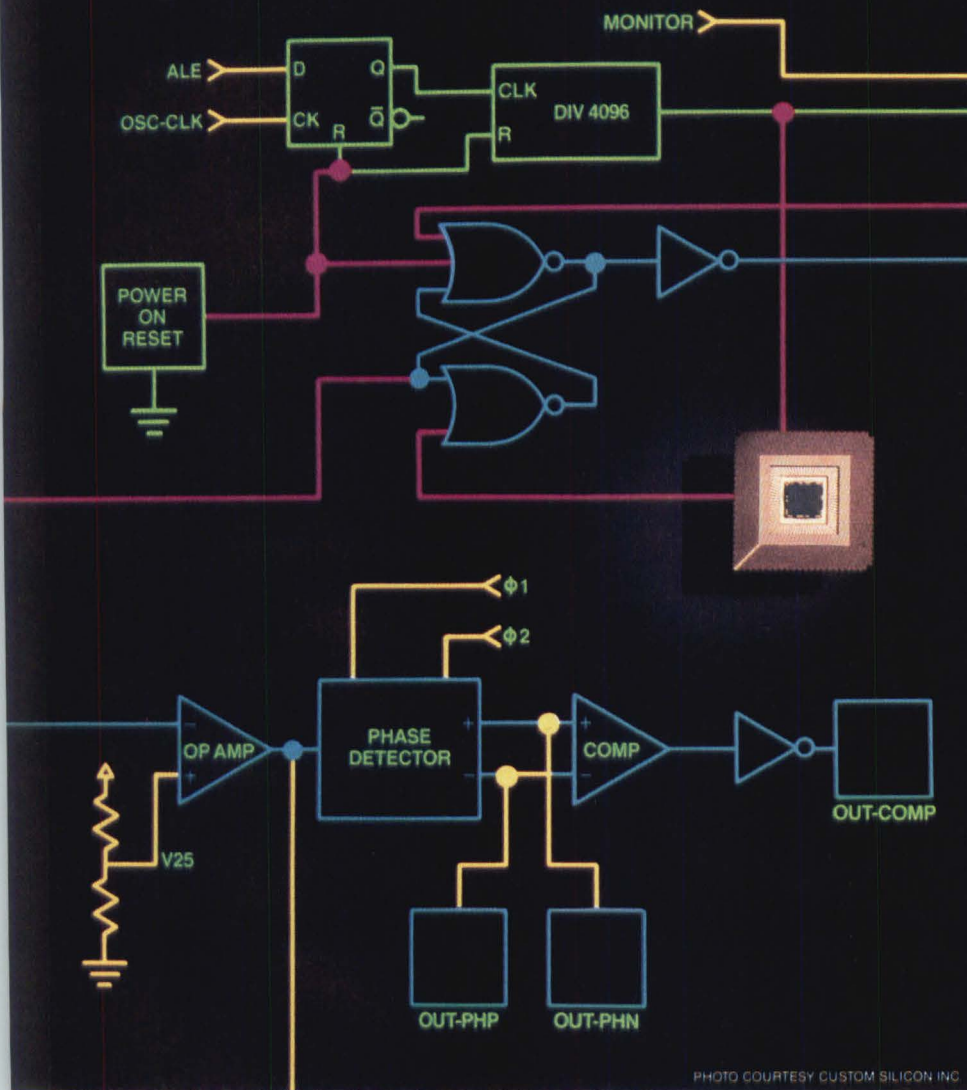 MONITOR
ALE
D
Q
OSC-CLK
CK
Q̅
R
CLK
DIV 4096
R
POWER
ON
RESET
ϕ1
ϕ2
−
OP AMP
+
V25
PHASE
DETECTOR
+
−
+
COMP
−
OUT-COMP
OUT-PHP
OUT-PHN
PHOTO COURTESY CUSTOM SILICON INC